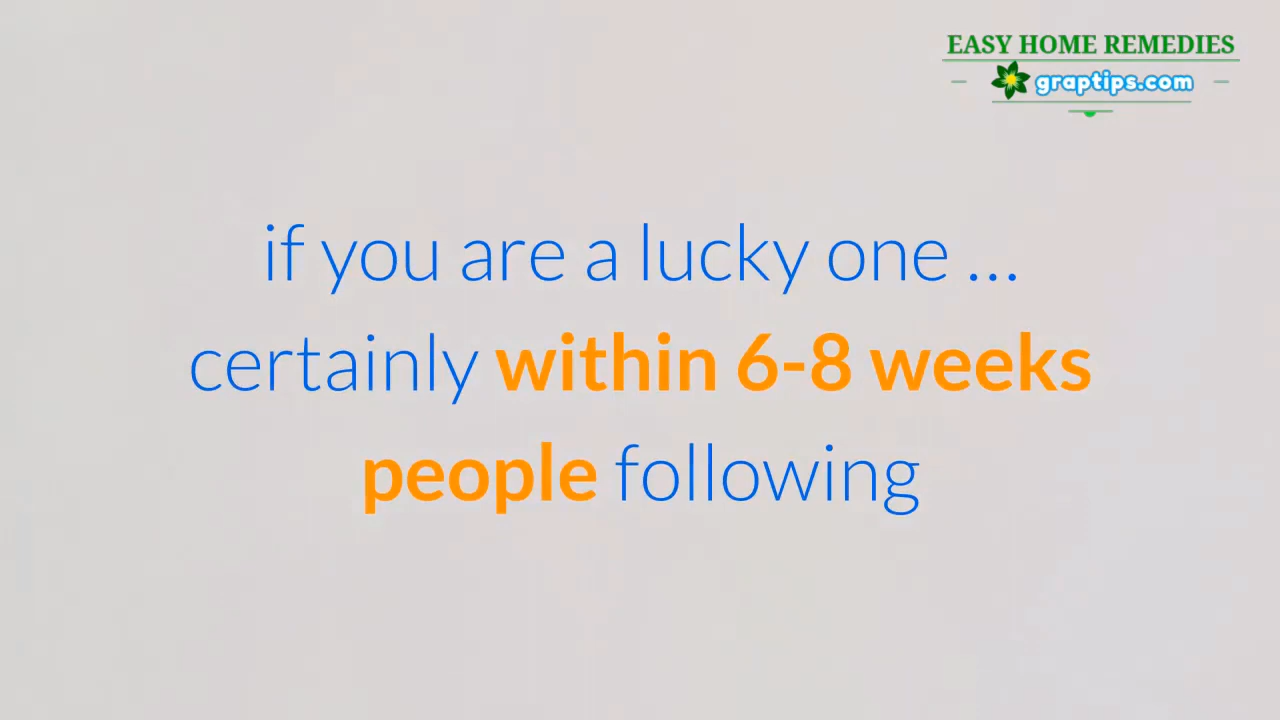 EASY HOME REMEDIES
graptips.com
if you are a lucky one ...
certainly within 6-8 weeks
people following